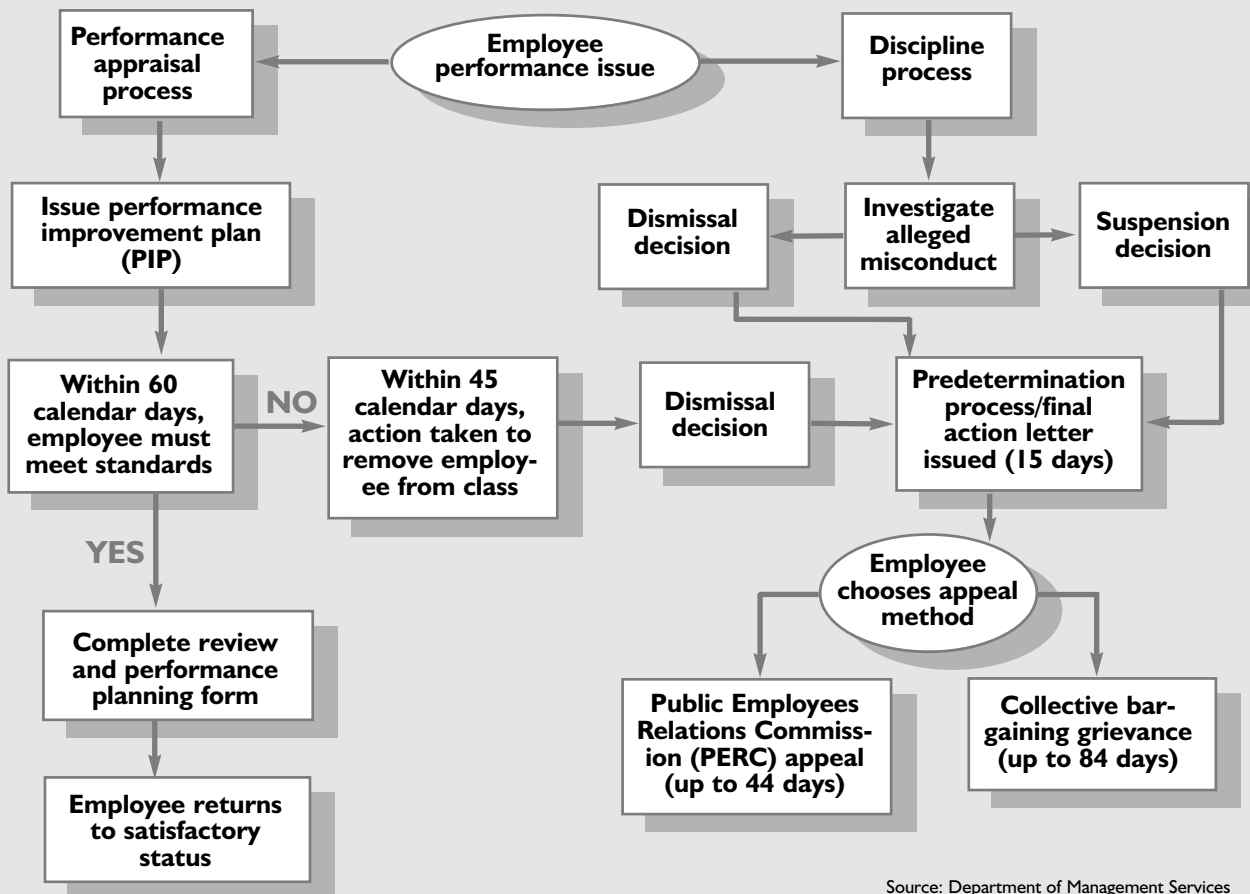 Performance
appraisal
process
Employee
performance issue
Discipline
process
Issue performance
improvement plan
(PIP)
Dismissal
decision
Investigate
alleged
misconduct
Suspension
decision
Within 60
calendar days,
employee must
meet standards
NO
Within 45
calendar days,
action taken to
remove employ-
ee from class
Dismissal
decision
Predetermination
process/final
action letter
issued (15 days)
YES
Employee
chooses appeal
method
Complete review
and performance
planning form
Public Employees
Relations Commiss-
ion (PERC) appeal
(up to 44 days)
Collective bar-
gaining grievance
(up to 84 days)
Employee returns
to satisfactory
status
Source: Department of Management Services